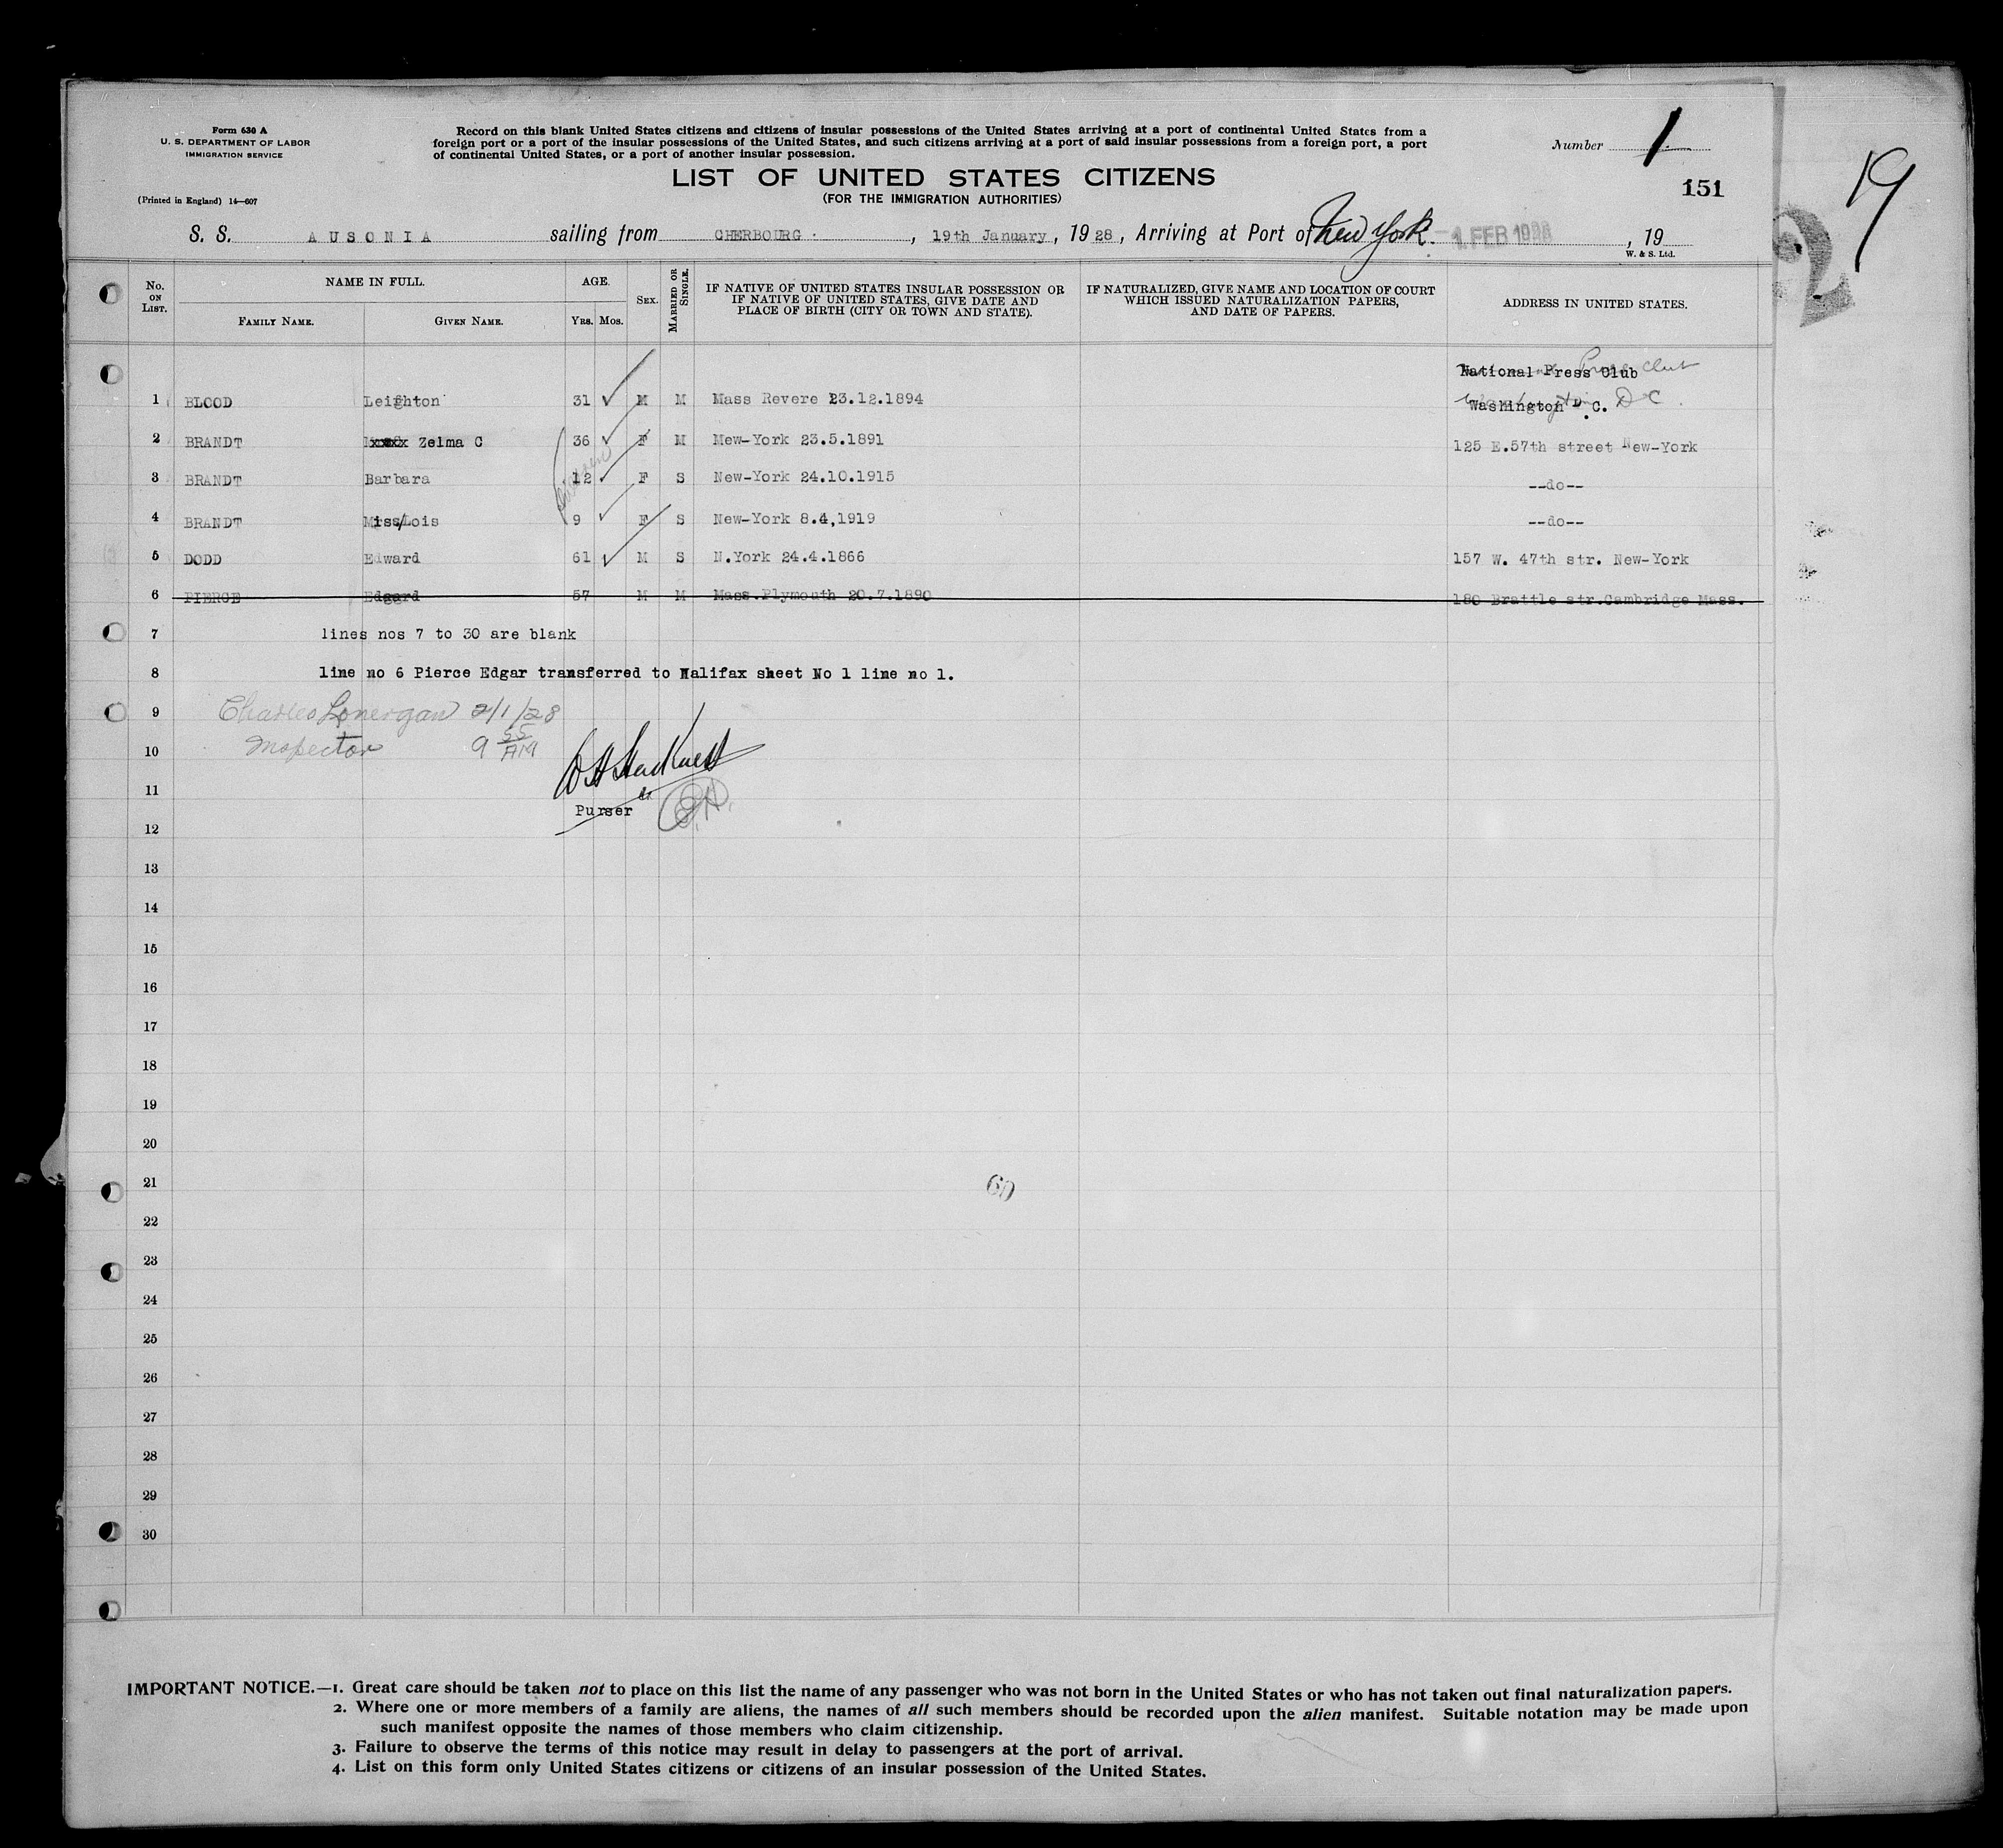 Form 630 A
U. S. DEPARTMENT OF LABOR
IMMIGRATION SERVICE
(Printed in England) 14—607
Record on this blank United States citizens and citizens of insular possessions of the United States arriving at a port of continental United States from a
foreign port or a port of the insular possessions of the United States, and such citizens arriving at a port of said insular possessions from a foreign port, a port
of continental United States, or a port of another insular possession.
Number 1
19
LIST OF UNITED STATES CITIZENS
(FOR THE IMMIGRATION AUTHORITIES)
151
S. S. AUSONIA sailing from CHERBOURG. , 19th January, 1928, Arriving at Port of New York. -1 FEB 1928 , 19
W. & S. Ltd.
2
No. ON LIST. NAME IN FULL. AGE. SEX. MARRIED OR SINGLE. IF NATIVE OF UNITED STATES INSULAR POSSESSION OR IF NATIVE OF UNITED STATES, GIVE DATE AND PLACE OF BIRTH (CITY OR TOWN AND STATE). IF NATURALIZED, GIVE NAME AND LOCATION OF COURT WHICH ISSUED NATURALIZATION PAPERS, AND DATE OF PAPERS. ADDRESS IN UNITED STATES.
FAMILY NAME. GIVEN NAME. YRS. MOS.
National Press Club
1 BLOOD Leighton 31 M M Mass Revere 23.12.1894 Washington D.C. DC
2 BRANDT xxxxx Zelma C 36 F M Mew-York 23.5.1891 125 E.57th street New-York
3 BRANDT Barbara 12 F S New-York 24.10.1915 --do--
4 BRANDT Miss/Lois 9 F S New-York 8.4,1919 --do--
5 DODD Edward 61 M S N.York 24.4.1866 157 W. 47th str. New-York
6 PIERCE Edgard 57 M M Mass.Plymouth 20.7.1890 180 Brattle str.Cambridge Mass.
7 lines nos 7 to 30 are blank
8 line no 6 Pierce Edgar transferred to Halifax sheet No 1 line no 1.
9 Charles Lonergan 2/1/28
10 Inspector 9 55 AM
11
Purser
12
13
14
15
16
17
18
19
20
21
60
22
23
24
25
26
27
28
29
30
IMPORTANT NOTICE.—1. Great care should be taken not to place on this list the name of any passenger who was not born in the United States or who has not taken out final naturalization papers.
2. Where one or more members of a family are aliens, the names of all such members should be recorded upon the alien manifest. Suitable notation may be made upon
such manifest opposite the names of those members who claim citizenship.
3. Failure to observe the terms of this notice may result in delay to passengers at the port of arrival.
4. List on this form only United States citizens or citizens of an insular possession of the United States.